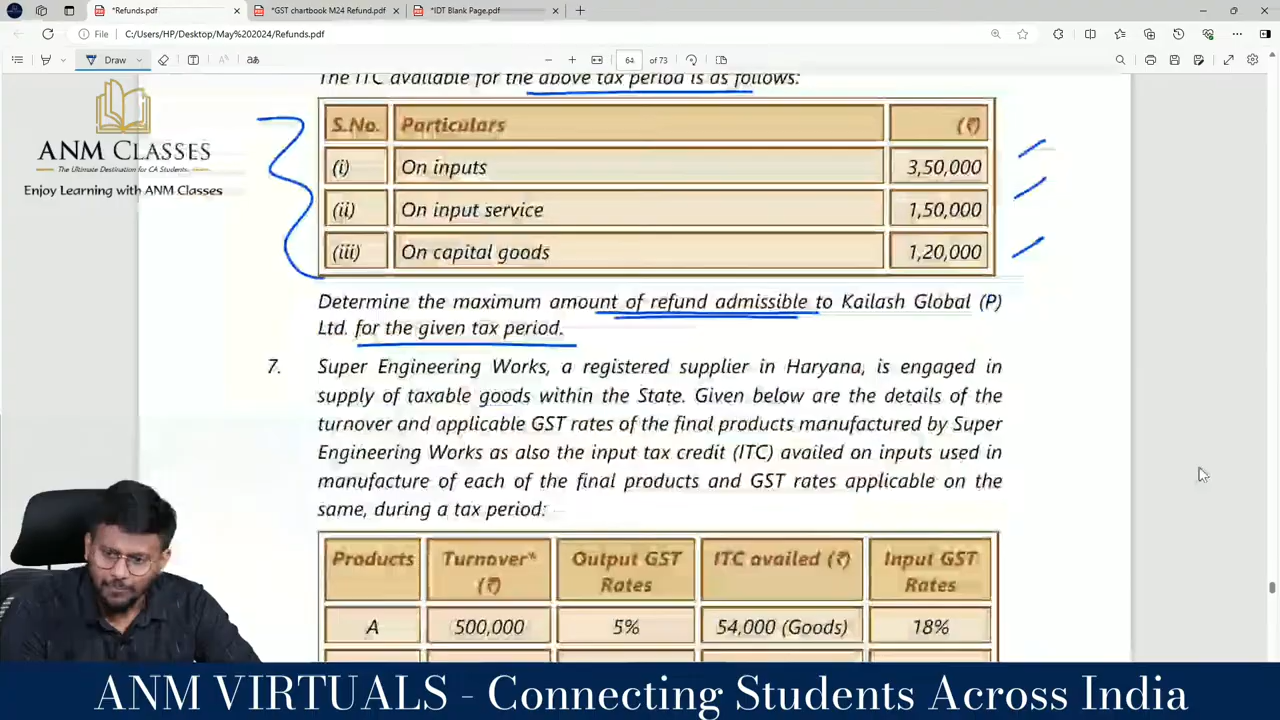 *Refunds.pdf
*GST chartbook M24 Refund.pdf
*IDT Blank Page.pdf
File
C:/Users/HP/Desktop/May%202024/Refunds.pdf
Draw
64 of 73
The ITC available for the above tax period is as follows:
S.No. Particulars (₹)
(i) On inputs 3,50,000
(ii) On input service 1,50,000
(iii) On capital goods 1,20,000
ANM CLASSES
The Ultimate Destination for CA Students.
Enjoy Learning with ANM Classes
Determine the maximum amount of refund admissible to Kailash Global (P)
Ltd. for the given tax period.
7. Super Engineering Works, a registered supplier in Haryana, is engaged in
supply of taxable goods within the State. Given below are the details of the
turnover and applicable GST rates of the final products manufactured by Super
Engineering Works as also the input tax credit (ITC) availed on inputs used in
manufacture of each of the final products and GST rates applicable on the
same, during a tax period:
Products Turnover* (₹) Output GST Rates ITC availed (₹) Input GST Rates
A 500,000 5% 54,000 (Goods) 18%
ANM VIRTUALS - Connecting Students Across India